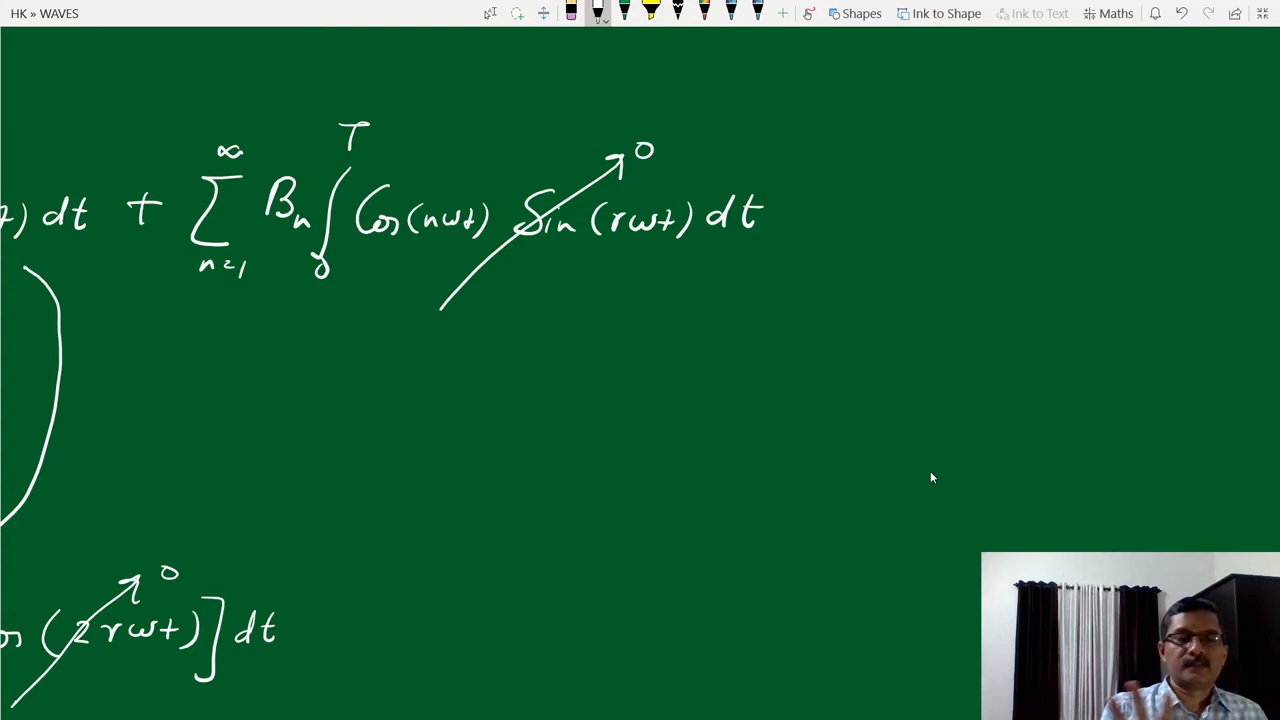 HK » WAVES
Shapes Ink to Shape Ink to Text Maths
t) dt + ∞ ∑ n=1 Bn T ∫ 0 Cos(nωt) Sin(rωt) dt 0
os (2rωt)] dt 0